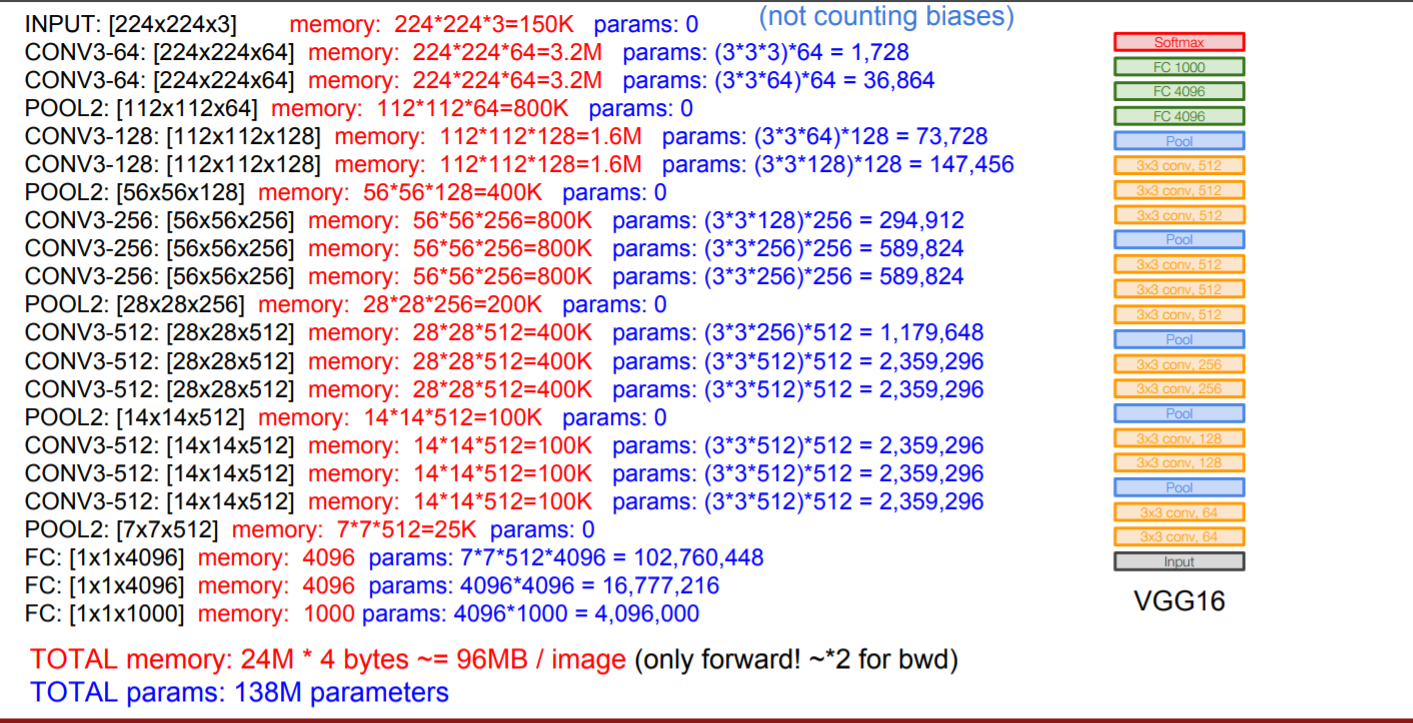 (not counting biases)
INPUT: [224x224x3] memory: 224*224*3=150K params: 0
CONV3-64: [224x224x64] memory: 224*224*64=3.2M params: (3*3*3)*64 = 1,728
CONV3-64: [224x224x64] memory: 224*224*64=3.2M params: (3*3*64)*64 = 36,864
POOL2: [112x112x64] memory: 112*112*64=800K params: 0
CONV3-128: [112x112x128] memory: 112*112*128=1.6M params: (3*3*64)*128 = 73,728
CONV3-128: [112x112x128] memory: 112*112*128=1.6M params: (3*3*128)*128 = 147,456
POOL2: [56x56x128] memory: 56*56*128=400K params: 0
CONV3-256: [56x56x256] memory: 56*56*256=800K params: (3*3*128)*256 = 294,912
CONV3-256: [56x56x256] memory: 56*56*256=800K params: (3*3*256)*256 = 589,824
CONV3-256: [56x56x256] memory: 56*56*256=800K params: (3*3*256)*256 = 589,824
POOL2: [28x28x256] memory: 28*28*256=200K params: 0
CONV3-512: [28x28x512] memory: 28*28*512=400K params: (3*3*256)*512 = 1,179,648
CONV3-512: [28x28x512] memory: 28*28*512=400K params: (3*3*512)*512 = 2,359,296
CONV3-512: [28x28x512] memory: 28*28*512=400K params: (3*3*512)*512 = 2,359,296
POOL2: [14x14x512] memory: 14*14*512=100K params: 0
CONV3-512: [14x14x512] memory: 14*14*512=100K params: (3*3*512)*512 = 2,359,296
CONV3-512: [14x14x512] memory: 14*14*512=100K params: (3*3*512)*512 = 2,359,296
CONV3-512: [14x14x512] memory: 14*14*512=100K params: (3*3*512)*512 = 2,359,296
POOL2: [7x7x512] memory: 7*7*512=25K params: 0
FC: [1x1x4096] memory: 4096 params: 7*7*512*4096 = 102,760,448
FC: [1x1x4096] memory: 4096 params: 4096*4096 = 16,777,216
FC: [1x1x1000] memory: 1000 params: 4096*1000 = 4,096,000
TOTAL memory: 24M * 4 bytes ~= 96MB / image (only forward! ~*2 for bwd)
TOTAL params: 138M parameters
Softmax
FC 1000
FC 4096
FC 4096
Pool
3x3 conv, 512
3x3 conv, 512
3x3 conv, 512
Pool
3x3 conv, 512
3x3 conv, 512
3x3 conv, 512
Pool
3x3 conv, 256
3x3 conv, 256
Pool
3x3 conv, 128
3x3 conv, 128
Pool
3x3 conv, 64
3x3 conv, 64
Input
VGG16